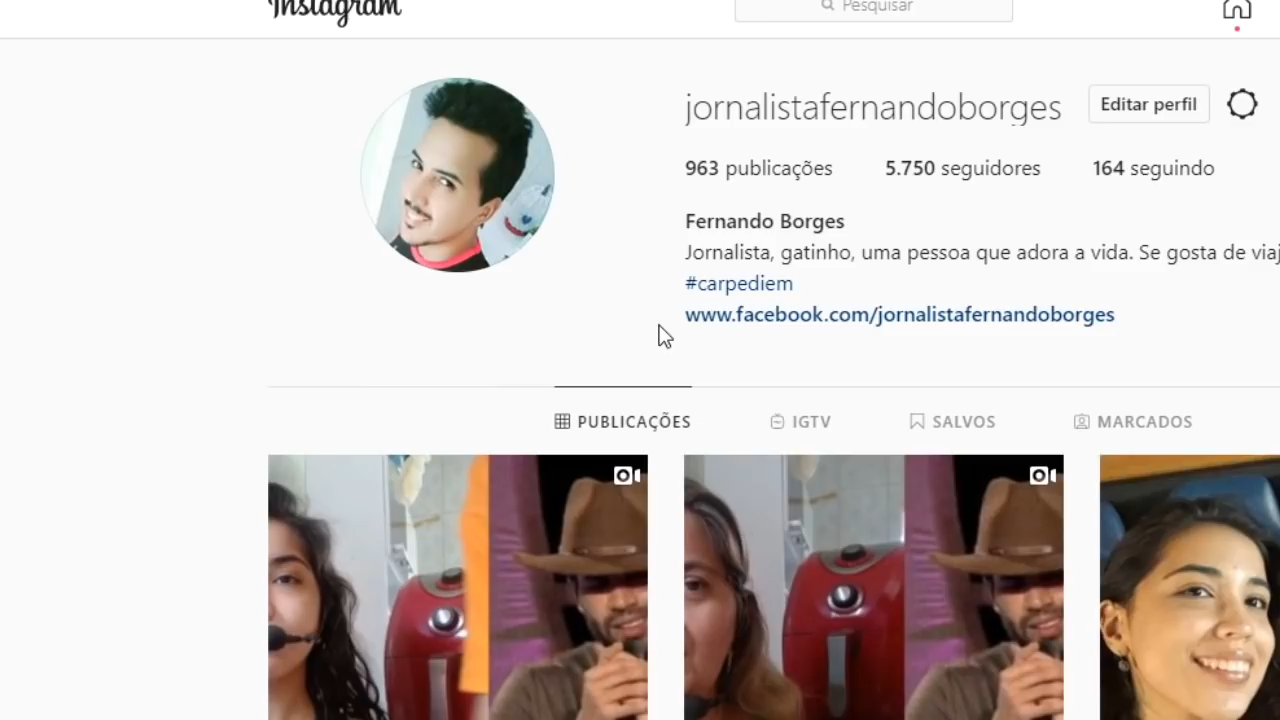 Instagram
Pesquisar
jornalistafernandoborges
Editar perfil
963 publicações 5.750 seguidores 164 seguindo
Fernando Borges
Jornalista, gatinho, uma pessoa que adora a vida. Se gosta de viaj
#carpediem
www.facebook.com/jornalistafernandoborges
PUBLICAÇÕES IGTV SALVOS MARCADOS